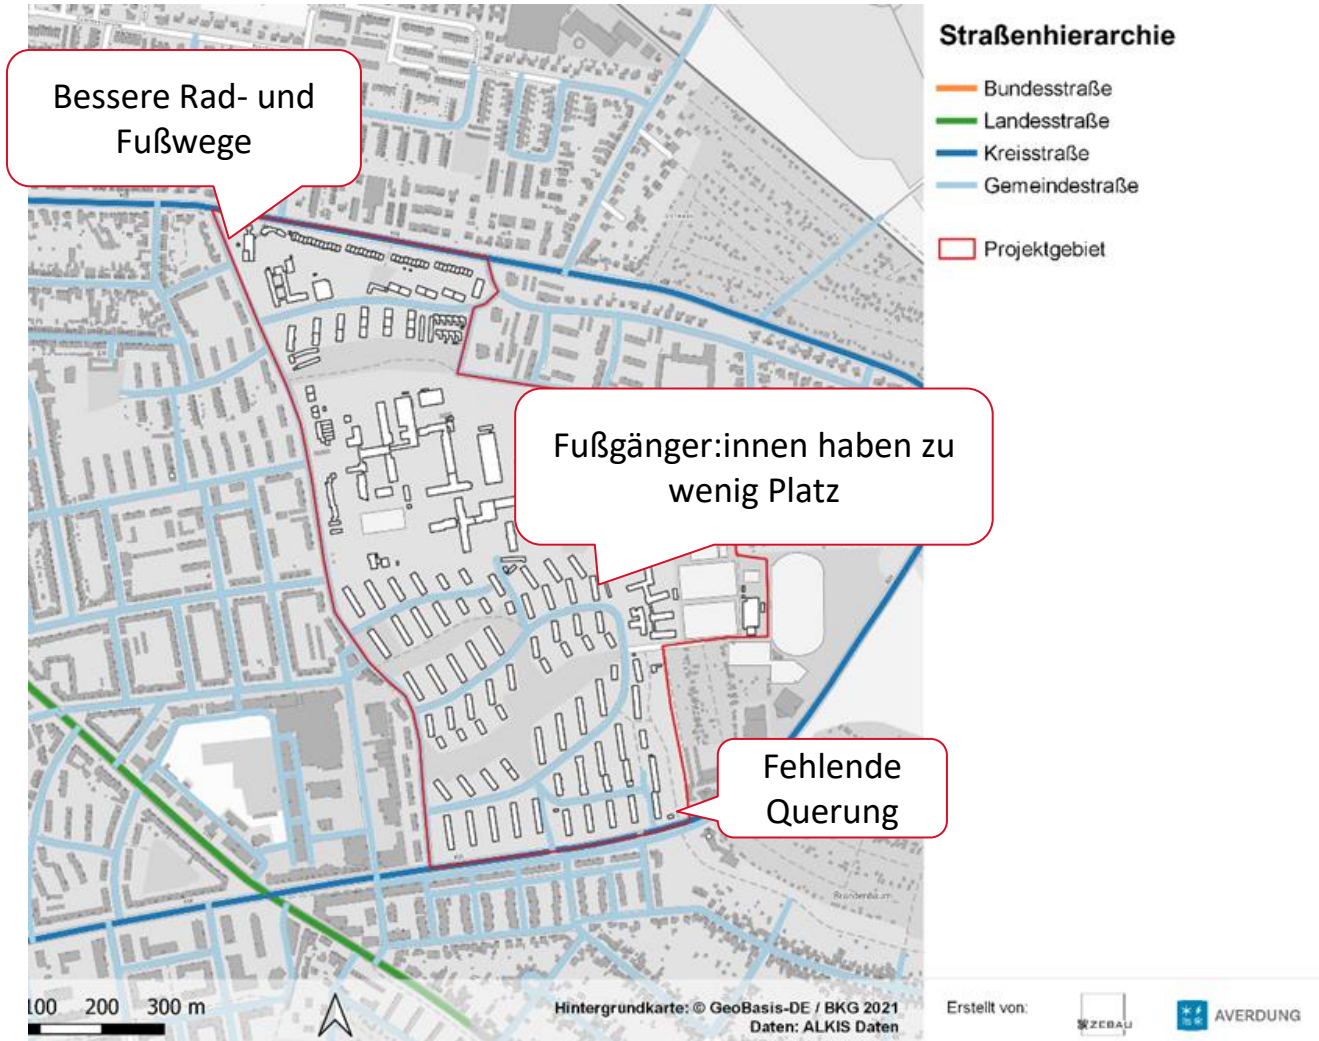 Bessere Rad- und
Fußwege
Fußgänger:innen haben zu
wenig Platz
Fehlende
Querung
Brandenbaum
Straßenhierarchie
Bundesstraße
Landesstraße
Kreisstraße
Gemeindestraße
Projektgebiet
100 200 300 m
Hintergrundkarte: © GeoBasis-DE / BKG 2021
Daten: ALKIS Daten
Erstellt von:
ZEBAU
AVERDUNG